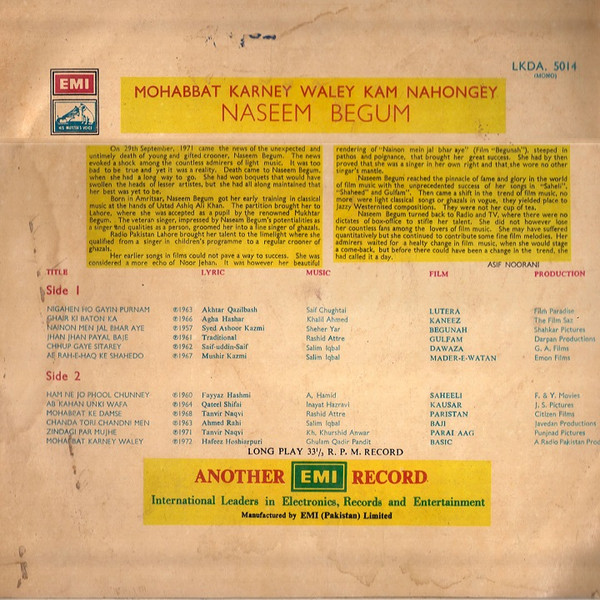 LKDA. 5014
(MONO)
EMI
HIS MASTER'S VOICE
MOHABBAT KARNEY WALEY KAM NAHONGEY
NASEEM BEGUM
On 29th September, 1971 came the news of the unexpected and
untimely death of young and gifted crooner, Naseem Begum. The news
evoked a shock among the countless admirers of light music. It was too
bad to be true and yet it was a reality. Death came to Naseem Begum,
when she had a long way to go. She had won boquets that would have
swollen the heads of lesser artistes, but she had all along maintained that
her best was yet to be.
Born in Amritsar, Naseem Begum got her early training in classical
music at the hands of Ustad Ashiq Ali Khan. The partition brought her to
Lahore, where she was accepted as a pupil by the renowned Mukhtar
Begum. The veteran singer, impressed by Naseem Begum's potentialities as
a singer and qualities as a person, groomed her into a fine singer of ghazals.
Radio Pakistan Lahore brought her talent to the limelight where she
qualified from a singer in children's programme to a regular crooner of
ghazals.
Her earlier songs in films could not pave a way to success. She was
considered a mere echo of Noor Jehan. It was however her beautiful
rendering of "Nainon mein jal bhar aye" (Film "Begunah"), steeped in
pathos and poignance, that brought her great success. She had by then
proved that she was a singer in her own right and that she wore no other
singer's mantle.
Naseem Begum reached the pinnacle of fame and glory in the world
of film music with the unprecedented success of her songs in "Saheli",
"Shaheed" and Gulfam". Then came a shift in the trend of film music, no
more were light classical songs or ghazals in vogue, they yielded place to
Jazzy Westernised compositions. They were not her cup of tea.
Naseem Begum turned back to Radio and TV. where there were no
dictates of box-office to stifle her talent. She did not however lose
her countless fans among the lovers of film music. She may have suffered
quantitatively but she continued to contribute some fine film melodies. Her
admirers waited for a healty change in film music, when she would stage
a come-back, but before there could have been a change in the trend, she
had called it a day.
ASIF NOORANI
TITLE LYRIC MUSIC FILM PRODUCTION
Side 1
NIGAHEN HO GAYIN PURNAM ℗1963 Akhtar Qazilbash Saif Chughtai LUTERA Film Paradise
GHAIR KI BATON KA ℗1966 Agha Hashar Khalil Ahmed KANEEZ The Film Saz
NAINON MEN JAL BHAR AYE ℗1957 Syed Ashoor Kazmi Sheher Yar BEGUNAH Shahkar Pictures
JHAN JHAN PAYAL BAJE ℗1961 Traditional Rashid Attre GULFAM Darpan Productions
CHHUP GAYE SITAREY ℗1962 Saif-uddin-Saif Salim Iqbal DAWAZA G. A. Films
AE RAH-E-HAQ KE SHAHEDO ℗1967 Mushir Kazmi Salim Iqbal MADER-E-WATAN Emon Films
Side 2
HAM NE JO PHOOL CHUNNEY ℗1960 Fayyaz Hashmi A, Hamid SAHELI F. & Y. Movies
AB KAHAN UNKI WAFA ℗1964 Qateel Shifai Inayat Hazravi KAUSAR J. S. Pictures
MOHABBAT KE DAMSE ℗1968 Tanvir Naqvi Rashid Attre PARISTAN Citizen Films
CHANDA TORI CHANDNI MEN ℗1963 Ahmed Rahi Salim Iqbal BAJI Javedan Productions
ZINDAGI PAR MUJHE ℗1971 Tanvir Naqvi Kh, Khurshid Anwar PARAI AAG Punjnad Pictures
MOHABBAT KARNEY WALEY ℗1972 Hafeez Hoshiarpuri Ghulam Qadir Pandit BASIC A.Radio Pakistan Prod
LONG PLAY 33⅓, R. P. M. RECORD
ANOTHER EMI RECORD
International Leaders in Electronics, Records and Entertainment
Manufactured by EMI (Pakistan) Limited